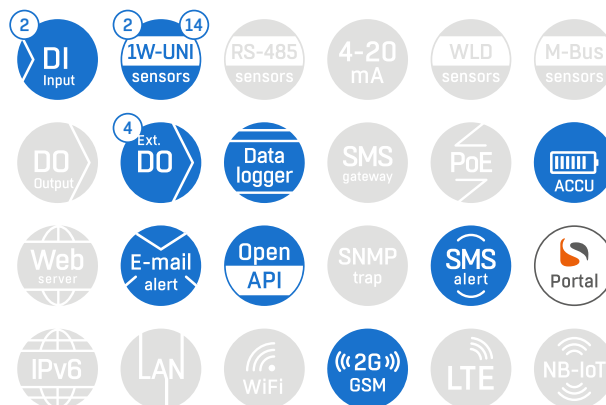 2
DI
Input
2
14
1W-UNI
sensors
RS-485
sensors
4-20
mA
WLD
sensors
M-Bus
sensors
DO
Output
4
Ext.
DO
Data
logger
SMS
gateway
PoE
ACCU
Web
server
E-mail
alert
Open
API
SNMP
trap
SMS
alert
Portal
IPv6
LAN
WiFi
2G
GSM
LTE
NB-IoT